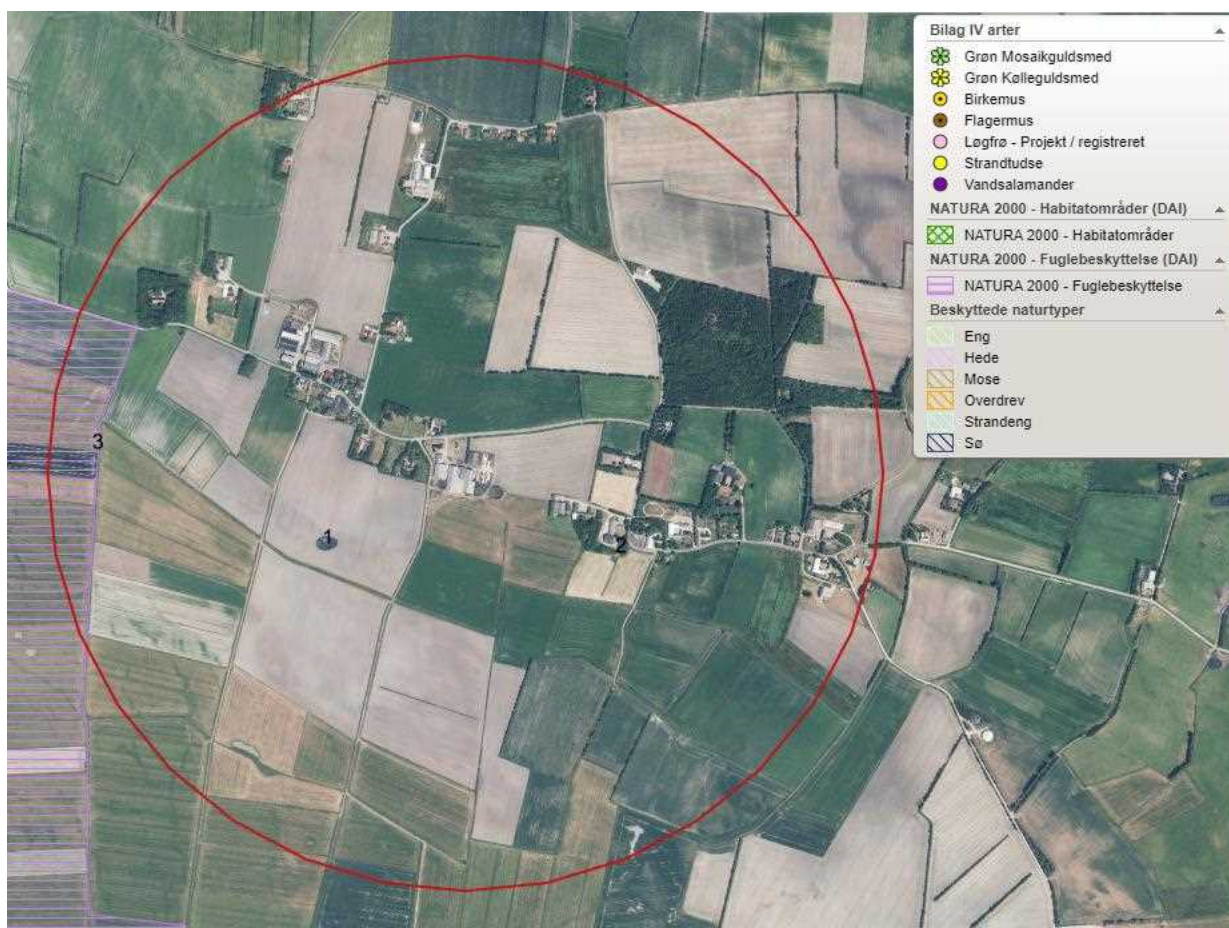 Bilag IV arter
Grøn Mosaikguldsmed
Grøn Kølleguldsmed
Birkemus
Flagermus
Løgfrø - Projekt / registreret
Strandtudse
Vandsalamander
NATURA 2000 - Habitatområder (DAI)
NATURA 2000 - Habitatområder
NATURA 2000 - Fuglebeskyttelse (DAI)
NATURA 2000 - Fuglebeskyttelse
Beskyttede naturtyper
Eng
Hede
Mose
Overdrev
Strandeng
Sø
3
1
2